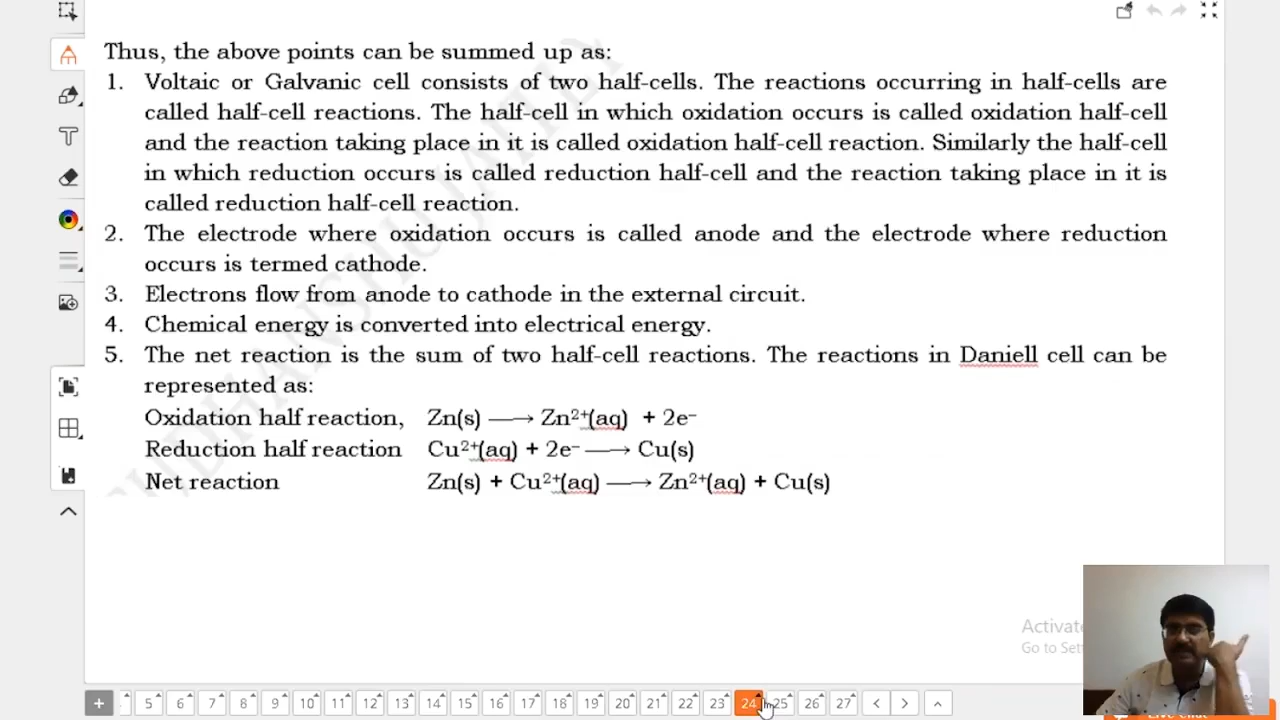 Thus, the above points can be summed up as:
1. Voltaic or Galvanic cell consists of two half-cells. The reactions occurring in half-cells are
called half-cell reactions. The half-cell in which oxidation occurs is called oxidation half-cell
and the reaction taking place in it is called oxidation half-cell reaction. Similarly the half-cell
in which reduction occurs is called reduction half-cell and the reaction taking place in it is
called reduction half-cell reaction.
2. The electrode where oxidation occurs is called anode and the electrode where reduction
occurs is termed cathode.
3. Electrons flow from anode to cathode in the external circuit.
4. Chemical energy is converted into electrical energy.
5. The net reaction is the sum of two half-cell reactions. The reactions in Daniell cell can be
represented as:
Oxidation half reaction, Zn(s) ⟶ Zn²⁺(aq) + 2e⁻
Reduction half reaction Cu²⁺(aq) + 2e⁻ ⟶ Cu(s)
Net reaction Zn(s) + Cu²⁺(aq) ⟶ Zn²⁺(aq) + Cu(s)
Activate
Go to Set
5 6 7 8 9 10 11 12 13 14 15 16 17 18 19 20 21 22 23 24 25 26 27